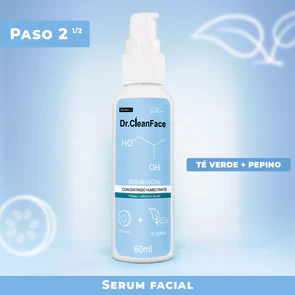 Paso 2 1/2
Dr.CleanFace
HO
OH
SERUM FACIAL
CONCENTRADO HUMECTANTE
+
60ml
TÉ VERDE + PEPINO
Serum facial